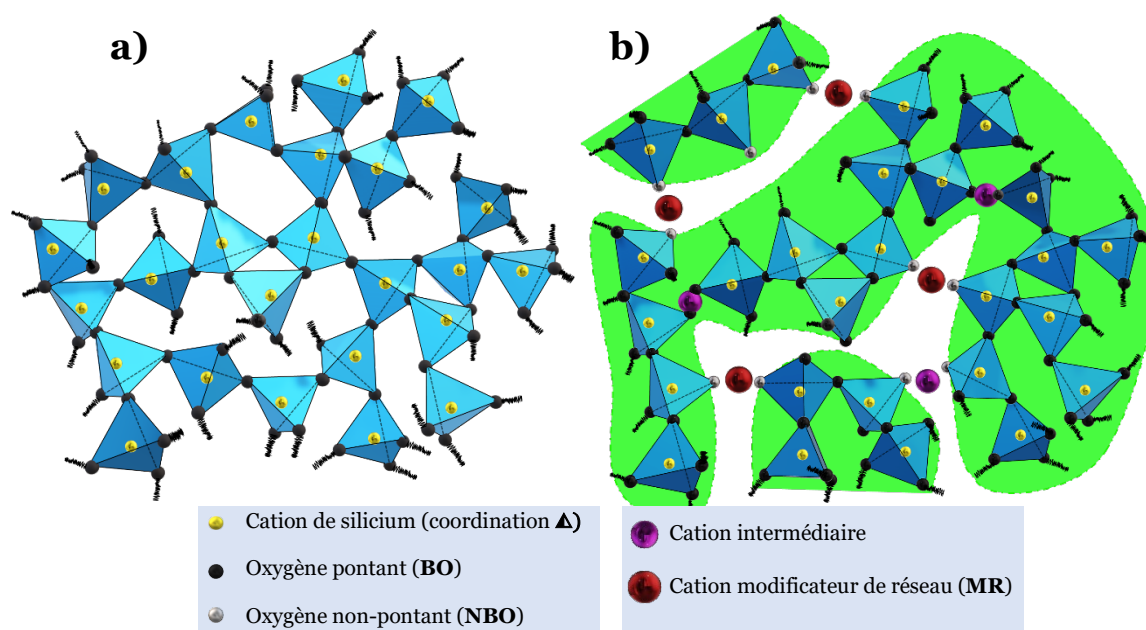 a)
b)
Cation de silicium (coordination ◭)
Oxygène pontant (BO)
Oxygène non-pontant (NBO)
Cation intermédiaire
Cation modificateur de réseau (MR)